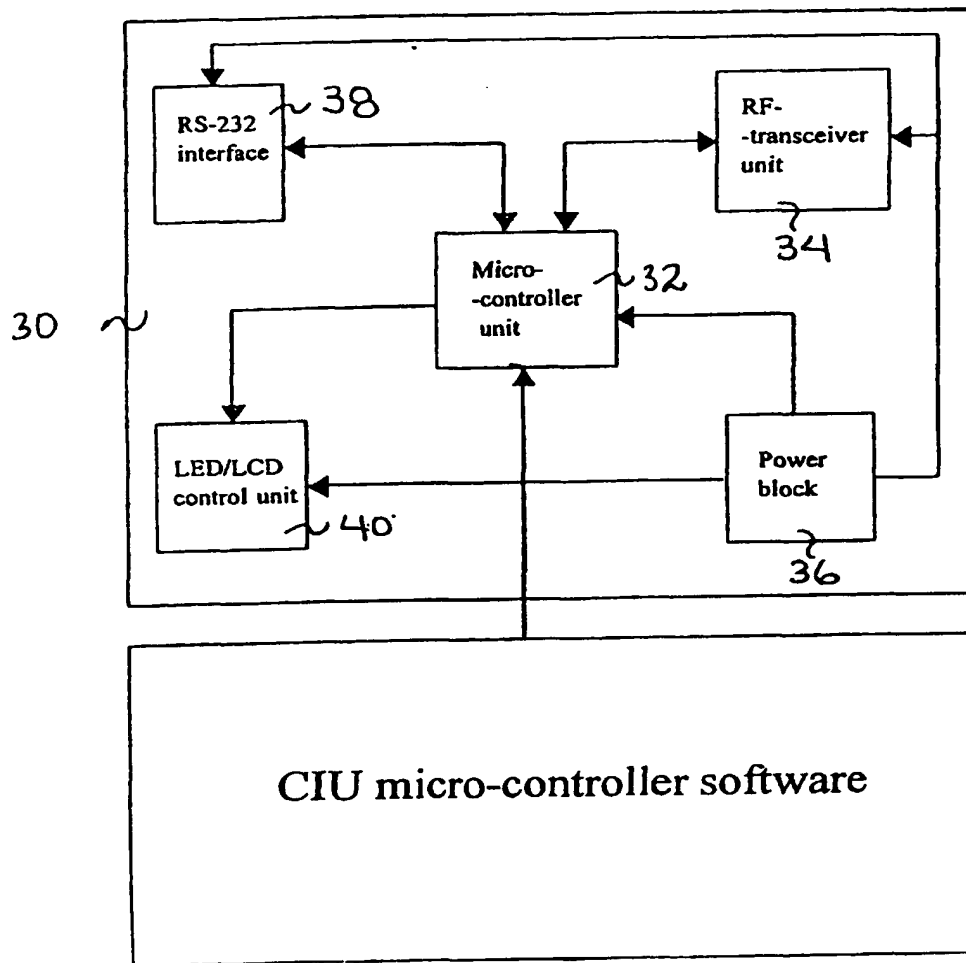 RS-232
interface
38
RF-
-transceiver
unit
34
Micro-
-controller
unit
32
30
LED/LCD
control unit
40
Power
block
36
CIU micro-controller software